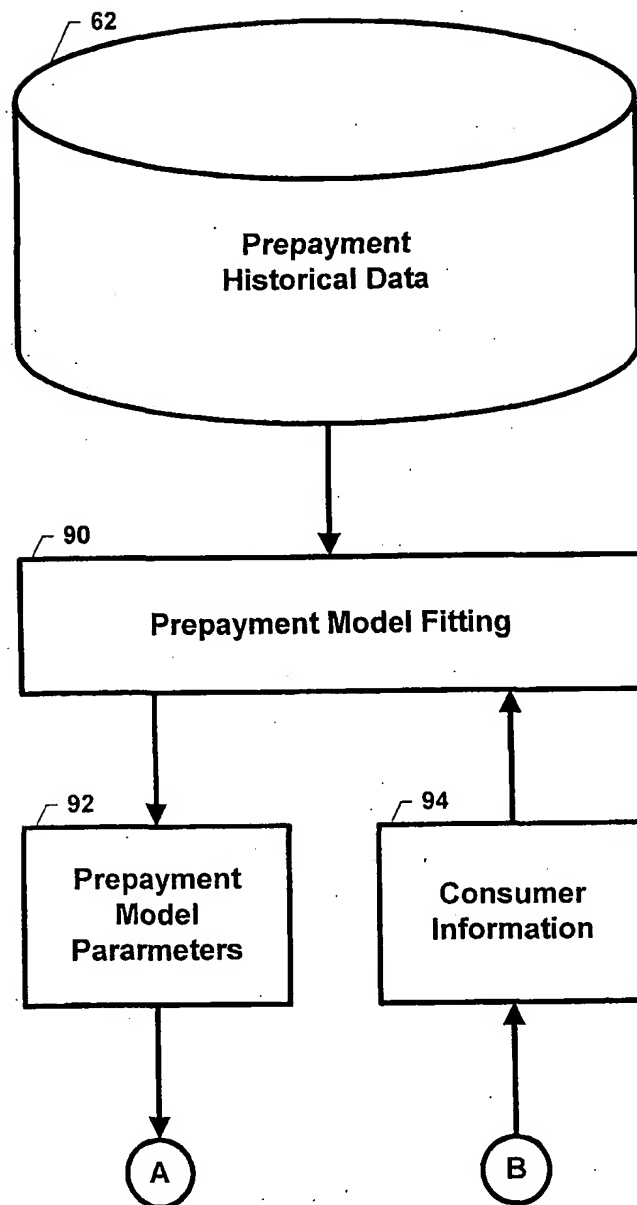 62
Prepayment
Historical Data
90
Prepayment Model Fitting
92
Prepayment
Model
Pararmeters
94
Consumer
Information
A
B